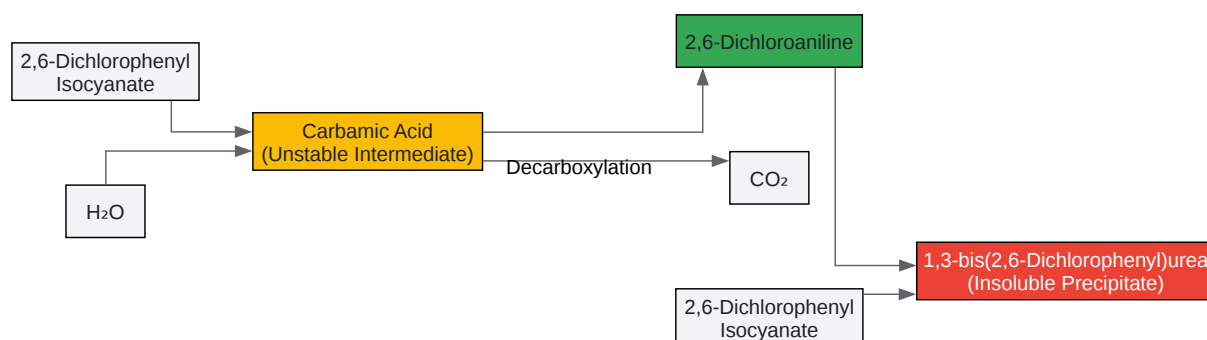 2,6-Dichlorophenyl
Isocyanate
H₂O
Carbamic Acid
(Unstable Intermediate)
Decarboxylation
2,6-Dichloroaniline
CO₂
1,3-bis(2,6-Dichlorophenyl)urea
(Insoluble Precipitate)
2,6-Dichlorophenyl
Isocyanate